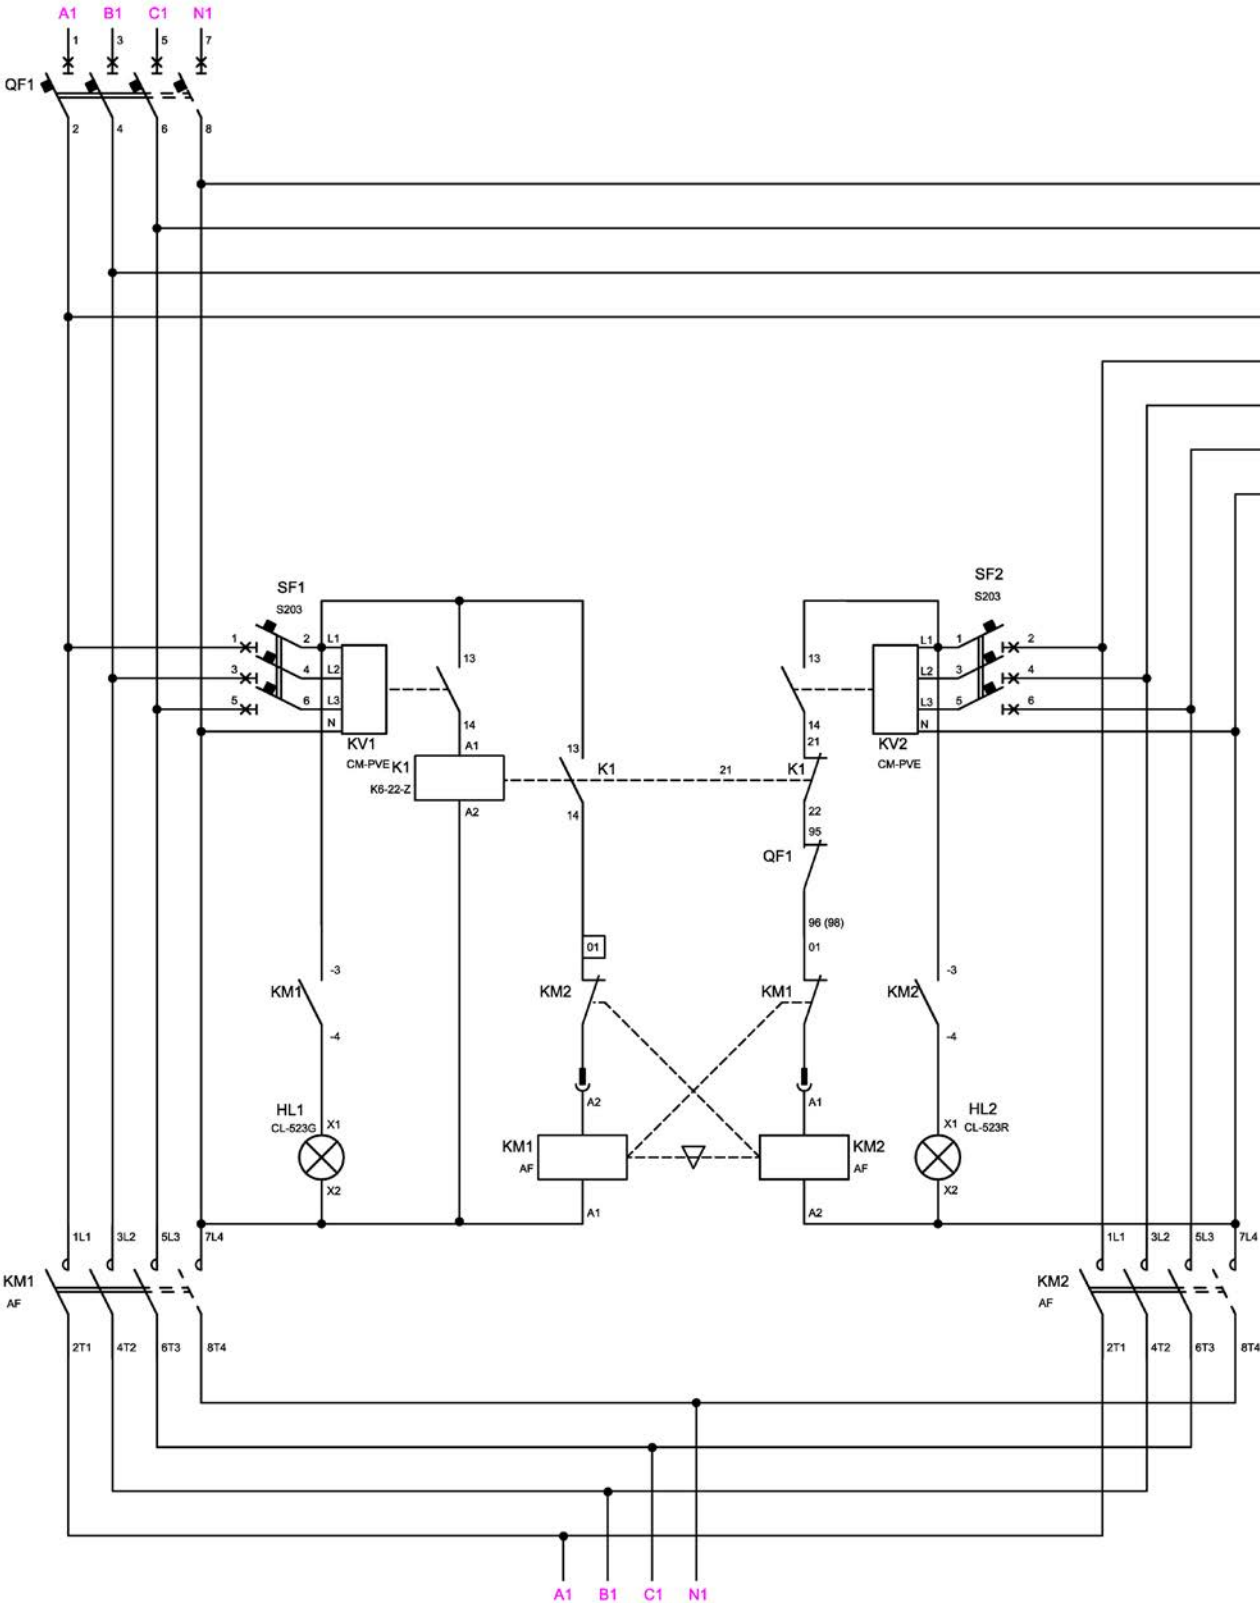 A1 B1 C1 N1
1 3 5 7
QF1
2 4 6 8
SF1
S203
SF2
S203
1 2 L1
3 4 L2
5 6 L3
N
13
14
13
14
L1 1 2
L2 3 4
L3 5 6
N
KV1
CM-PVE
KV2
CM-PVE
K1
K6-22-Z
A1
A2
13
K1
14
21
21
K1
22
95
QF1
96 (98)
01
01
-3
KM1
-4
KM2
KM1
-3
KM2
-4
HL1
CL-523G
X1
X2
A2
KM1
AF
A1
A1
KM2
AF
A2
HL2
CL-523R
X1
X2
1L1 3L2 5L3 7L4
KM1
AF
2T1 4T2 6T3 8T4
1L1 3L2 5L3 7L4
KM2
AF
2T1 4T2 6T3 8T4
A1 B1 C1 N1